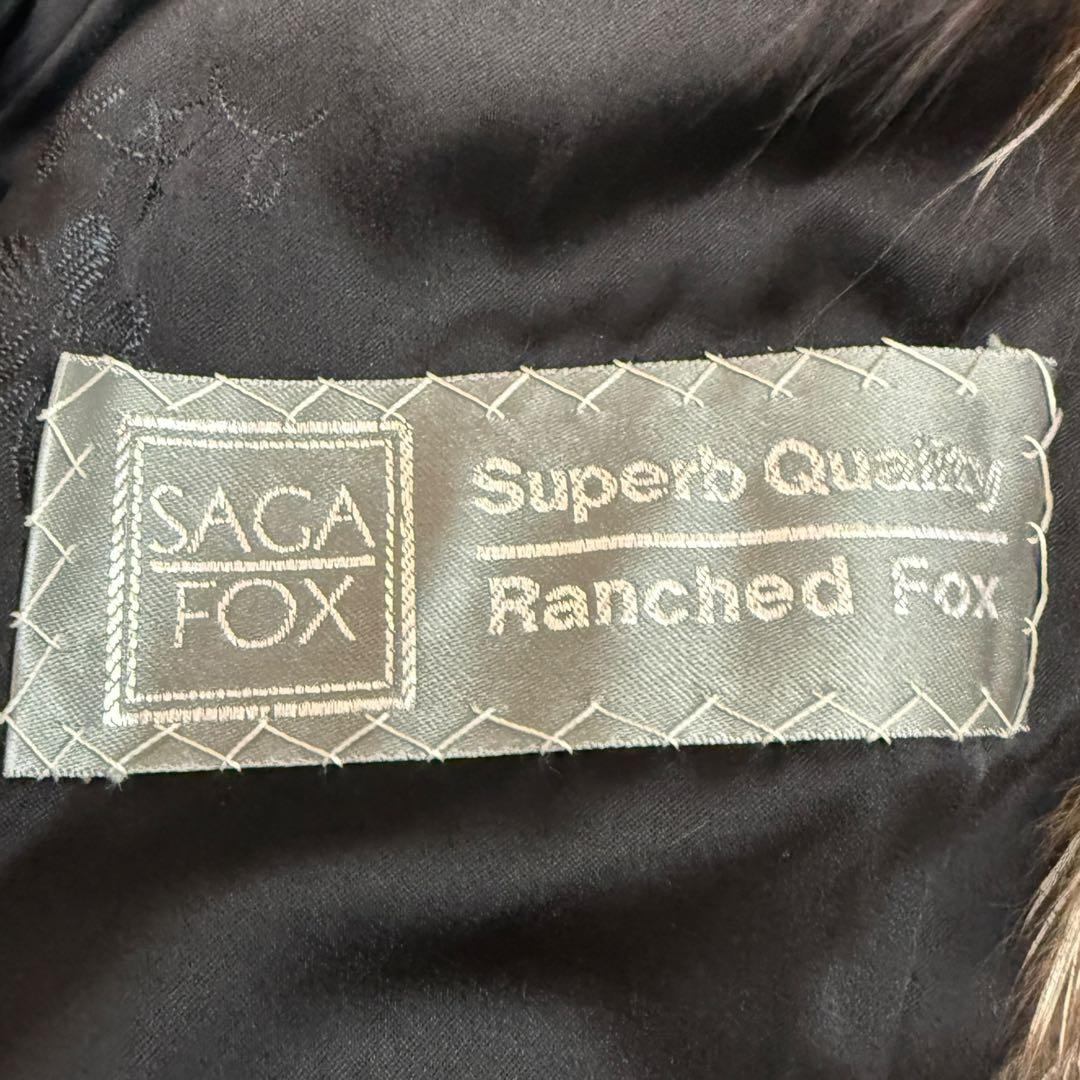 SAGA
FOX
Superb Quality
Ranched Fox